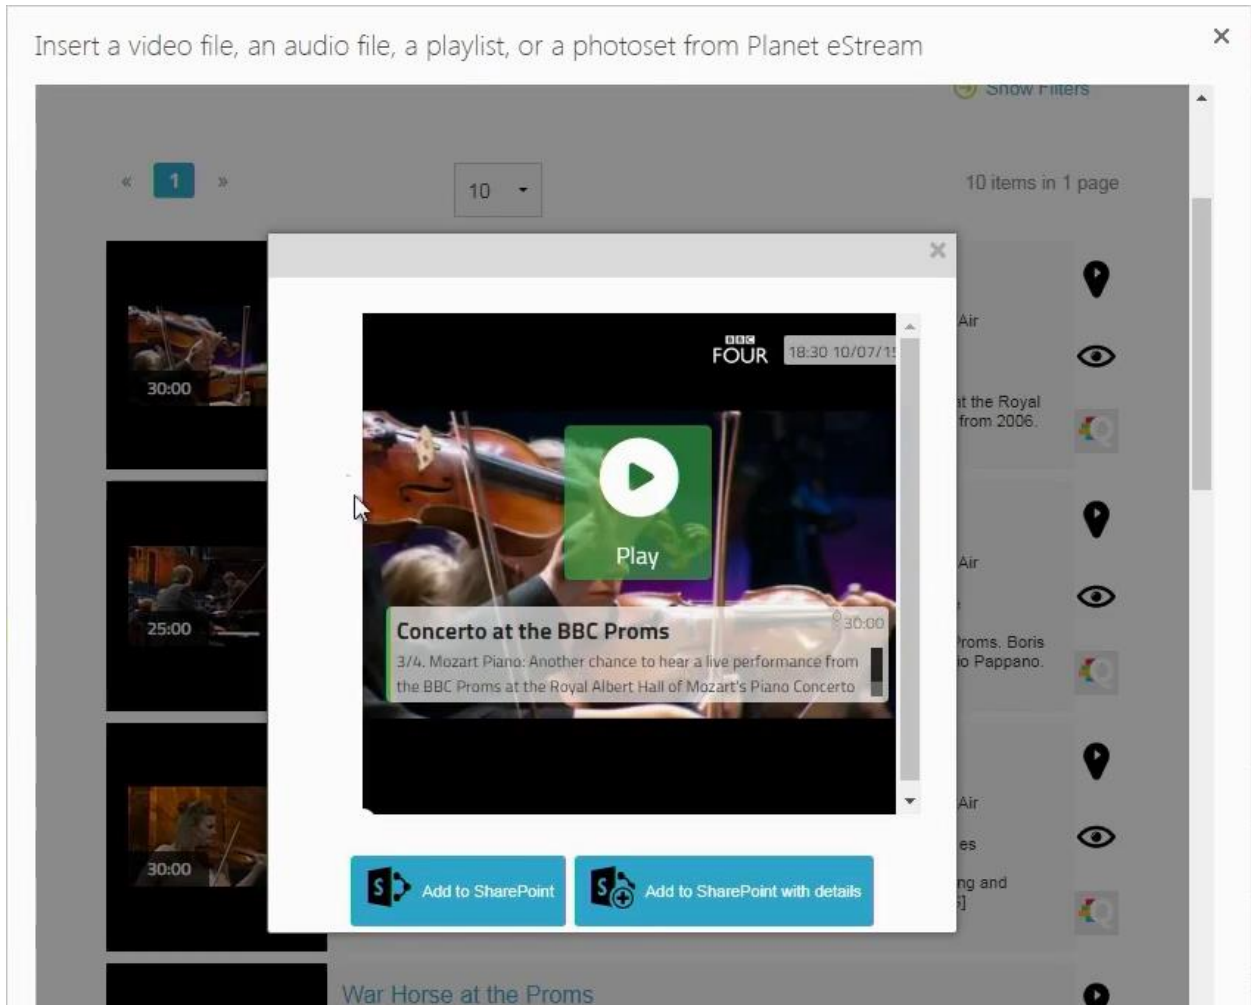 Insert a video file, an audio file, a playlist, or a photoset from Planet eStream
Show Filters
« 1 »
10
10 items in 1 page
30:00
Air
at the Royal
from 2006.
BBC
FOUR
18:30 10/07/15
Play
Concerto at the BBC Proms
30:00
3/4. Mozart Piano: Another chance to hear a live performance from
the BBC Proms at the Royal Albert Hall of Mozart's Piano Concerto
25:00
Air
Proms. Boris
io Pappano.
30:00
Air
es
ng and
Add to SharePoint
Add to SharePoint with details
War Horse at the Proms